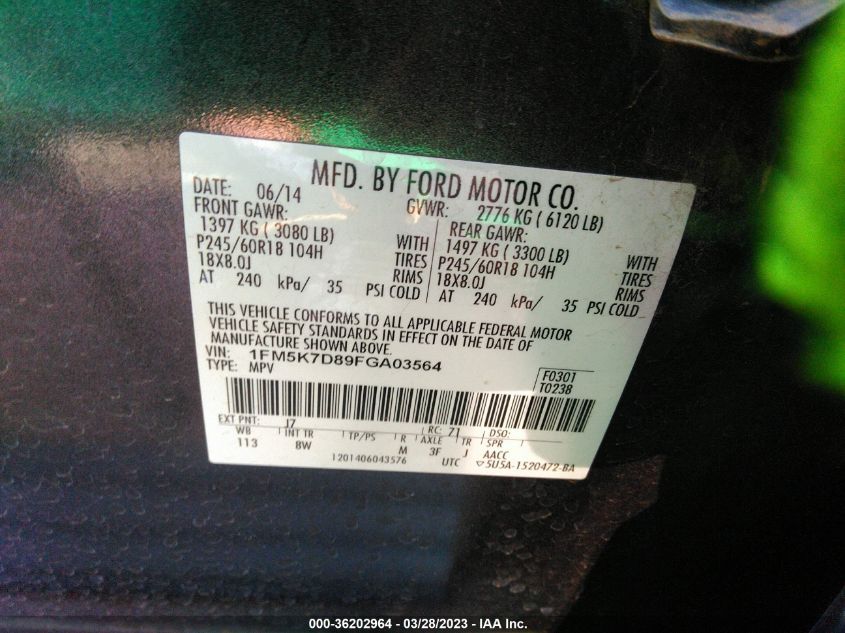 MFD. BY FORD MOTOR CO.
DATE: 06/14 GVWR: 2776 KG ( 6120 LB)
FRONT GAWR: REAR GAWR:
1397 KG ( 3080 LB) WITH 1497 KG ( 3300 LB) WITH
P245/60R18 104H TIRES P245/60R18 104H TIRES
18X8.0J RIMS 18X8.0J RIMS
AT 240 kPa/ 35 PSI COLD AT 240 kPa/ 35 PSI COLD
THIS VEHICLE CONFORMS TO ALL APPLICABLE FEDERAL MOTOR
VEHICLE SAFETY STANDARDS IN EFFECT ON THE DATE OF
MANUFACTURE SHOWN ABOVE.
VIN: 1FM5K7D89FGA03564
TYPE: MPV
F0301
T0238
EXT PNT: J7 RC: 71 DSO:
WB INT TR TP/PS R AXLE TR SPR
113 8W M 3F J AACC
1201406043576 UTC ▽5U5A-1520472-BA
000-36202964 - 03/28/2023 - IAA Inc.